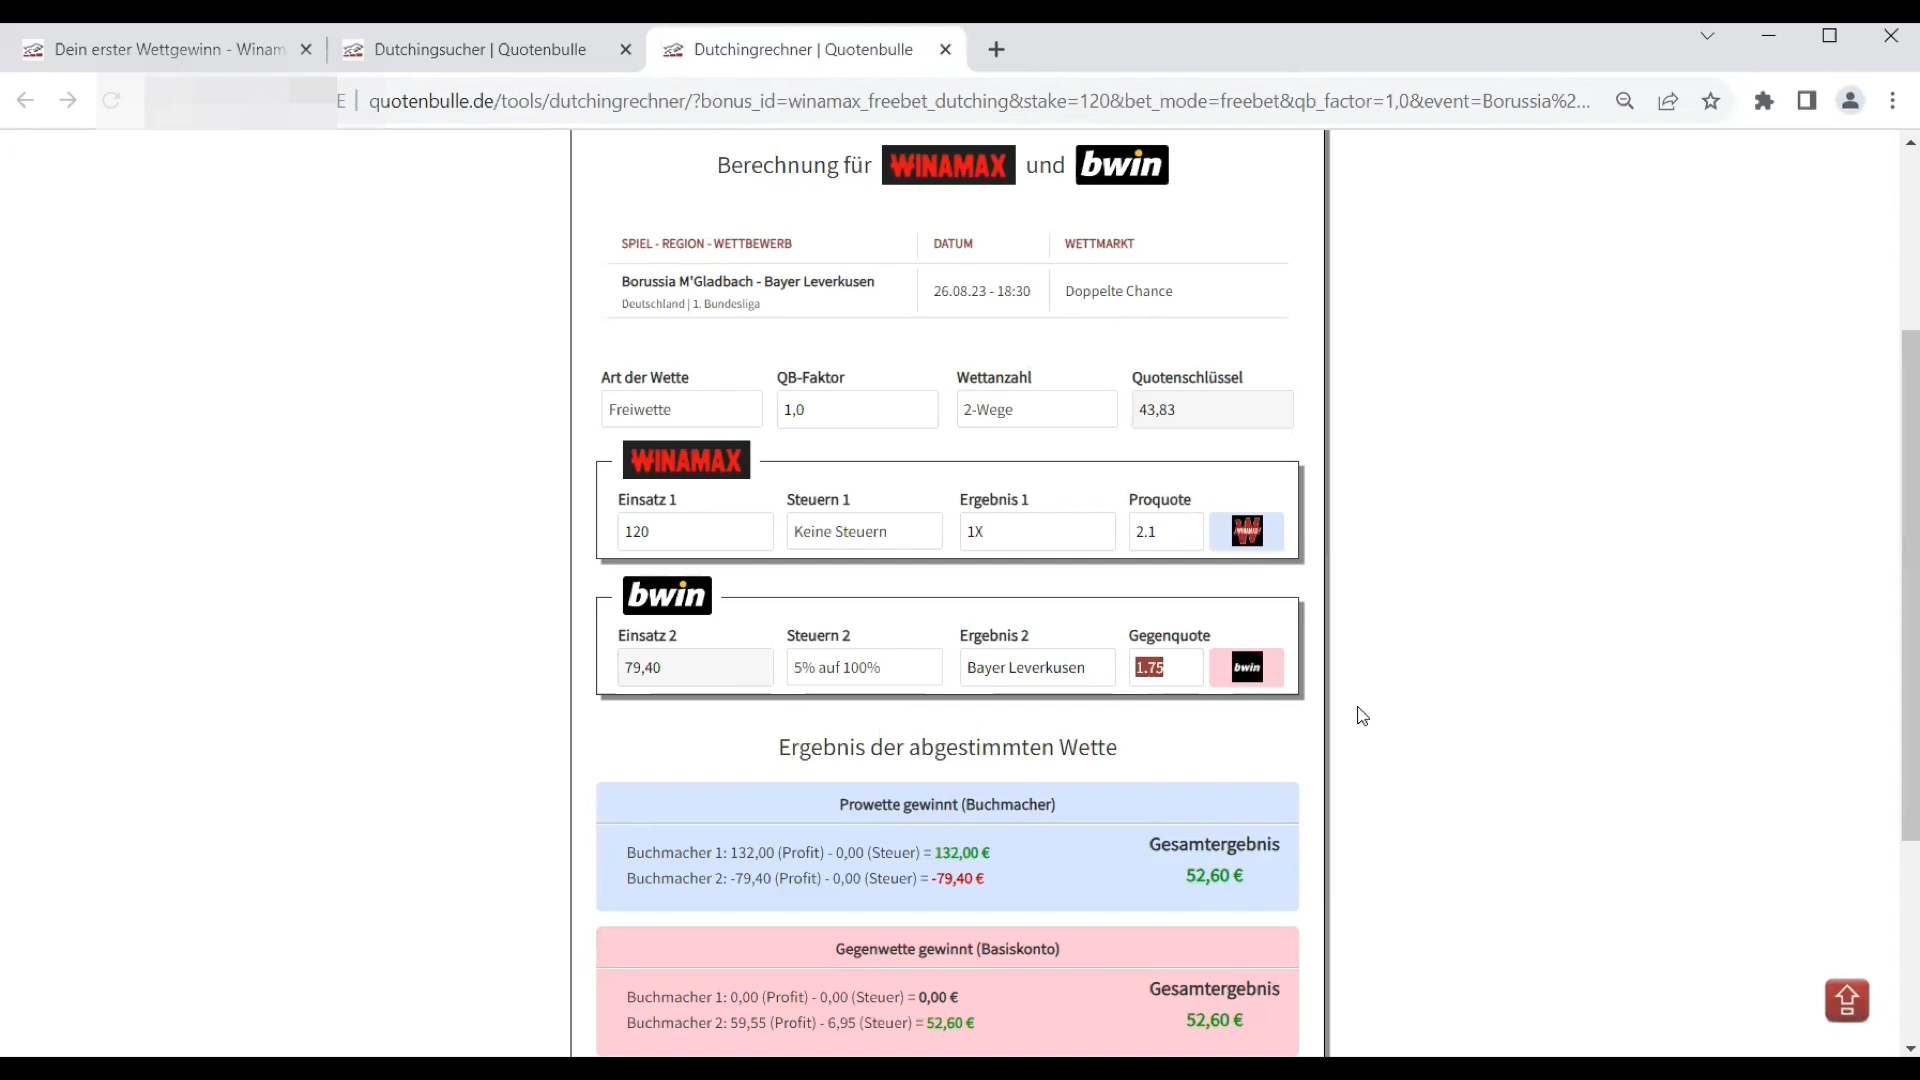 Dein erster Wettgewinn - Winam
Dutchingsucher | Quotenbulle
Dutchingrechner | Quotenbulle
E
quotenbulle.de/tools/dutchingrechner/?bonus_id=winamax_freebet_dutching&stake=120&bet_mode=freebet&qb_factor=1,0&event=Borussia%2...
Berechnung für WINAMAX und bwin
SPIEL - REGION - WETTBEWERB DATUM WETTMARKT
Borussia M'Gladbach - Bayer Leverkusen
Deutschland | 1. Bundesliga
26.08.23 - 18:30
Doppelte Chance
Art der Wette QB-Faktor Wettanzahl Quotenschlüssel
Freiwette 1,0 2-Wege 43,83
WINAMAX
Einsatz 1 Steuern 1 Ergebnis 1 Proquote
120 Keine Steuern 1X 2.1 W WINAMAX
bwin
Einsatz 2 Steuern 2 Ergebnis 2 Gegenquote
79,40 5% auf 100% Bayer Leverkusen 1.75 bwin
Ergebnis der abgestimmten Wette
Prowette gewinnt (Buchmacher)
Buchmacher 1: 132,00 (Profit) - 0,00 (Steuer) = 132,00 €
Buchmacher 2: -79,40 (Profit) - 0,00 (Steuer) = -79,40 €
Gesamtergebnis
52,60 €
Gegenwette gewinnt (Basiskonto)
Buchmacher 1: 0,00 (Profit) - 0,00 (Steuer) = 0,00 €
Buchmacher 2: 59,55 (Profit) - 6,95 (Steuer) = 52,60 €
Gesamtergebnis
52,60 €